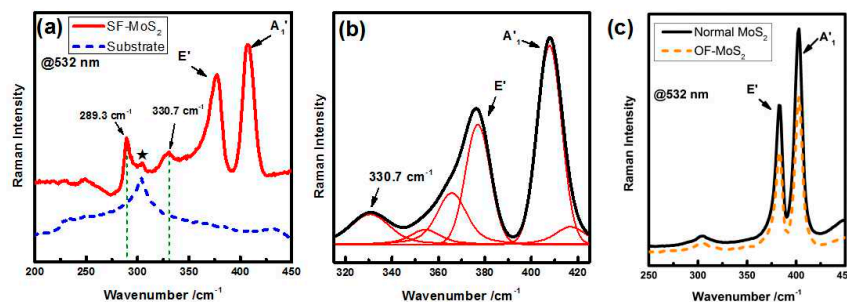 (a)
SF-MoS₂
Substrate
@532 nm
A₁'
E'
289.3 cm⁻¹
★
330.7 cm⁻¹
Raman Intensity
200 250 300 350 400 450
Wavenumber /cm⁻¹
(b)
A'₁
E'
330.7 cm⁻¹
Raman Intensity
320 340 360 380 400 420
Wavenumber /cm⁻¹
(c)
Normal MoS₂
OF-MoS₂
@532 nm
A'₁
E'
Raman Intensity
250 300 350 400 450
Wavenumber /cm⁻¹